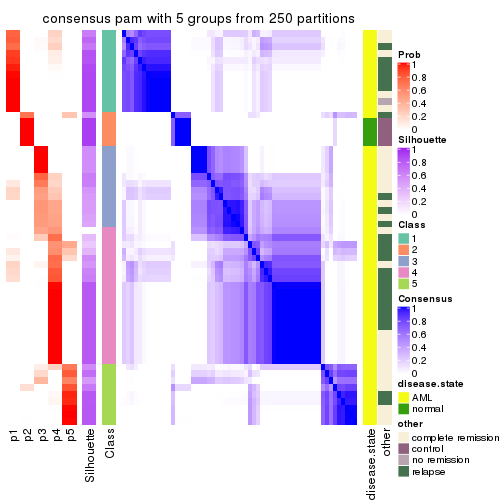 consensus pam with 5 groups from 250 partitions
Prob
1
0.8
0.6
0.4
0.2
0
Silhouette
1
0.8
0.6
0.4
0.2
0
Class
1
2
3
4
5
Consensus
1
0.8
0.6
0.4
0.2
0
disease.state
AML
normal
other
complete remission
control
no remission
relapse
p1
p2
p3
p4
p5
Silhouette
Class
disease.state
other